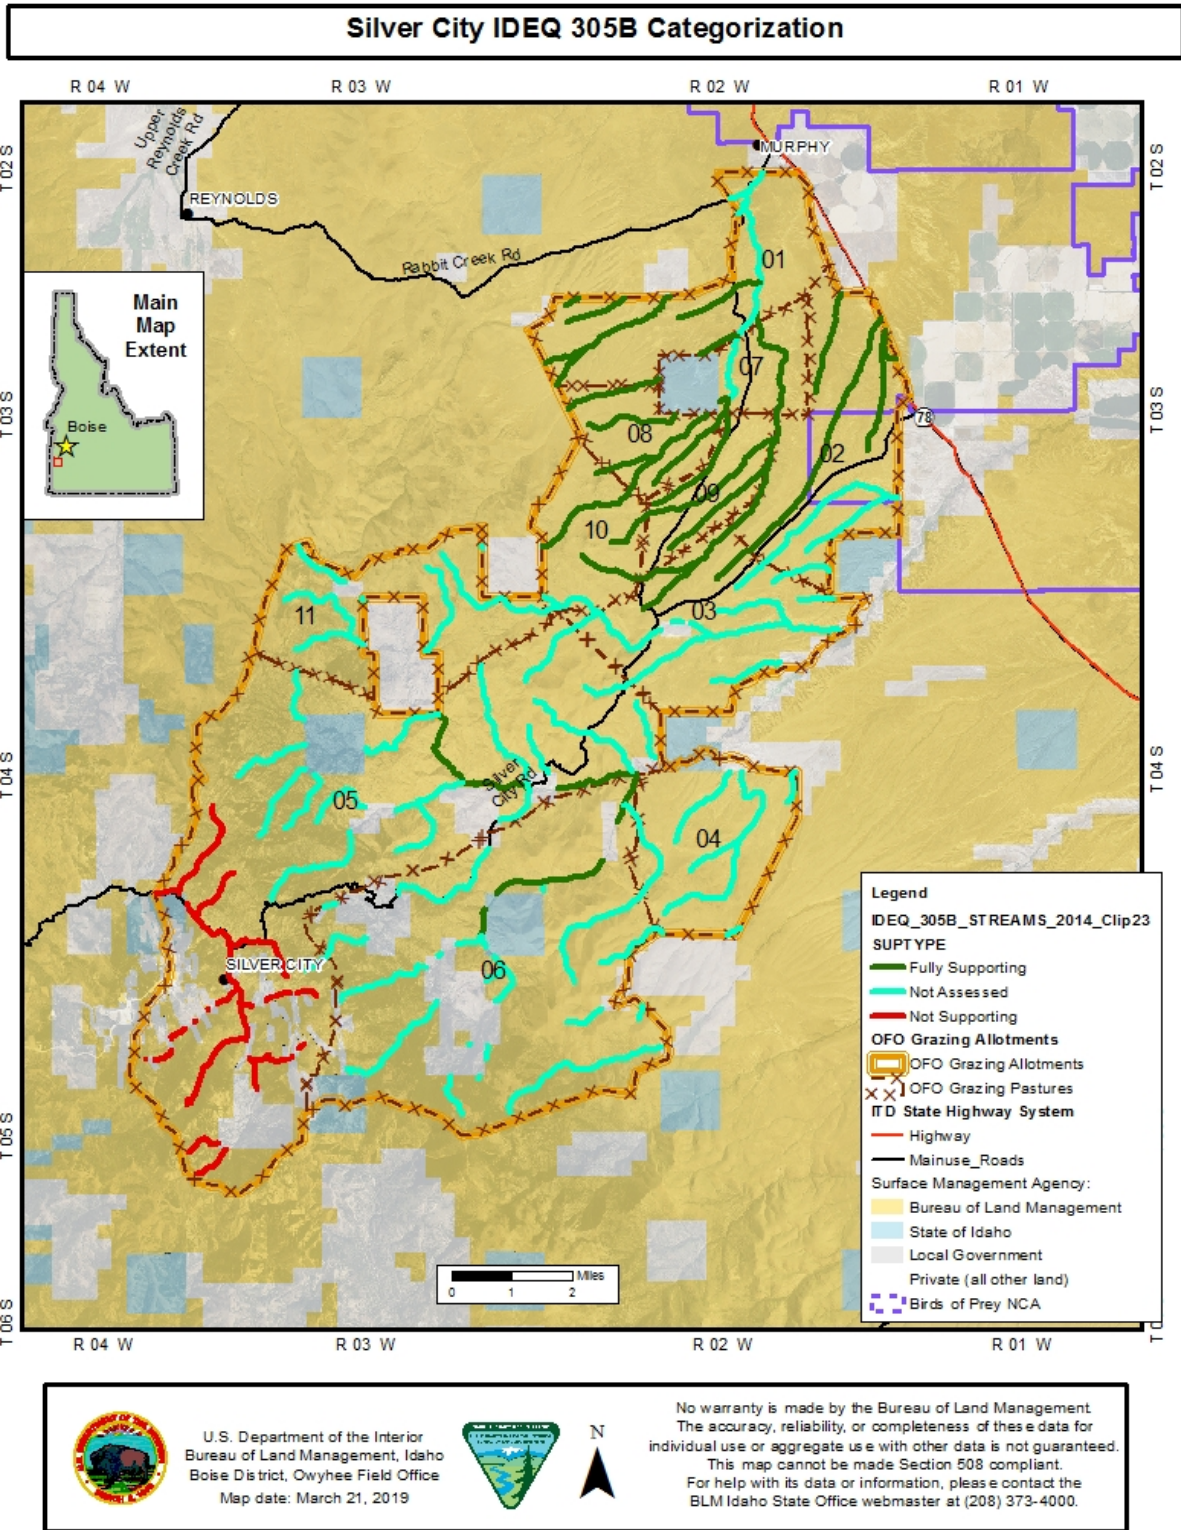 Silver City IDEQ 305B Categorization
R 04 W
R 03 W
R 02 W
R 01 W
T 02 S
T 02 S
Upper
Reynolds
Creek Rd
MURPHY
REYNOLDS
Rabbit Creek Rd
01
Main
Map
Extent
Boise
07
T 03 S
T 03 S
78
08
02
09
10
11
03
T 04 S
T 04 S
Silver
City Rd
05
04
SILVER CITY
06
T 05 S
T 06 S
Legend
IDEQ_305B_STREAMS_2014_Clip23
SUPTYPE
Fully Supporting
Not Assessed
Not Supporting
OFO Grazing Allotments
OFO Grazing Allotments
OFO Grazing Pastures
ITD State Highway System
Highway
Mainuse_Roads
Surface Management Agency:
Bureau of Land Management
State of Idaho
Local Government
Private (all other land)
Birds of Prey NCA
Miles
0 1 2
R 04 W
R 03 W
R 02 W
R 01 W
U.S. Department of the Interior
Bureau of Land Management, Idaho
Boise District, Owyhee Field Office
Map date: March 21, 2019
N
No warranty is made by the Bureau of Land Management.
The accuracy, reliability, or completeness of these data for
individual use or aggregate use with other data is not guaranteed.
This map cannot be made Section 508 compliant.
For help with its data or information, please contact the
BLM Idaho State Office webmaster at (208) 373-4000.